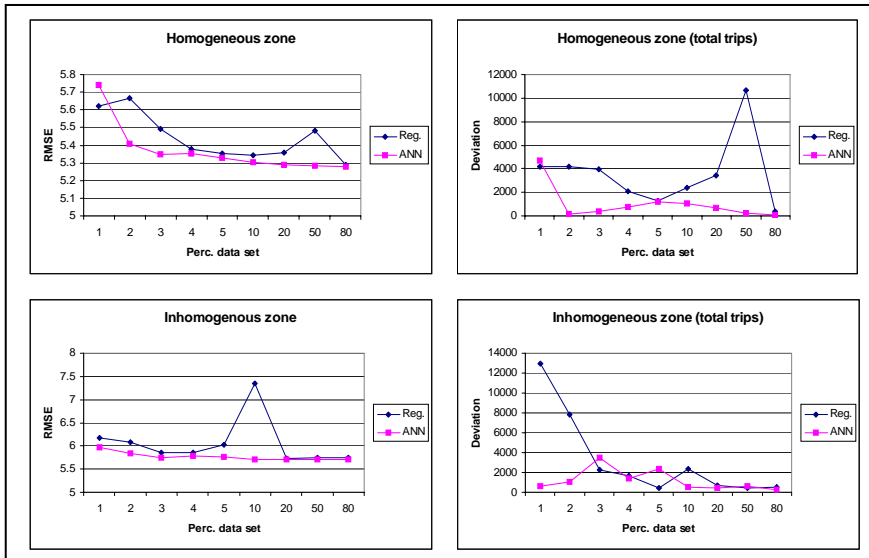 Homogeneous zone
5.8
5.7
5.6
5.5
5.4
5.3
5.2
5.1
5
RMSE
1 2 3 4 5 10 20 50 80
Perc. data set
Reg.
ANN
Homogeneous zone (total trips)
12000
10000
8000
6000
4000
2000
0
Deviation
1 2 3 4 5 10 20 50 80
Perc. data set
Reg.
ANN
Inhomogenous zone
8
7.5
7
6.5
6
5.5
5
RMSE
1 2 3 4 5 10 20 50 80
Perc. data set
Reg.
ANN
Inhomogeneous zone (total trips)
14000
12000
10000
8000
6000
4000
2000
0
Deviation
1 2 3 4 5 10 20 50 80
Perc. data set
Reg.
ANN